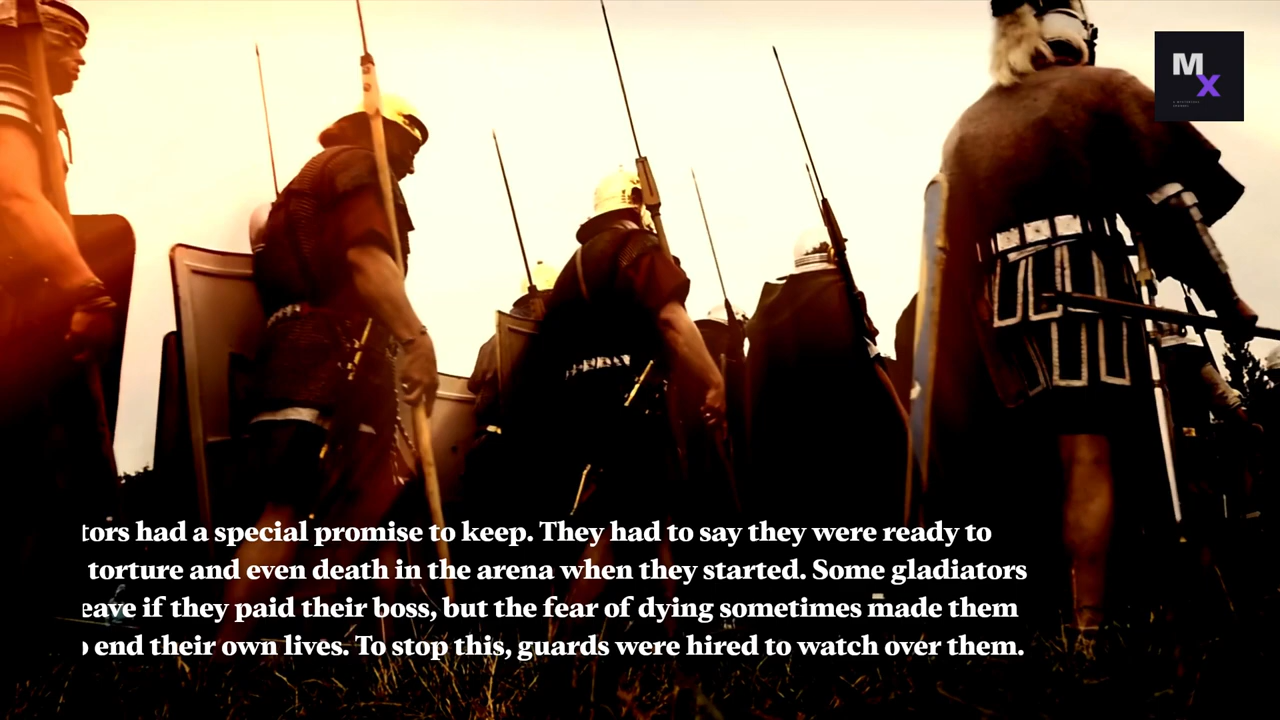 MX
tors had a special promise to keep. They had to say they were ready to
torture and even death in the arena when they started. Some gladiators
eave if they paid their boss, but the fear of dying sometimes made them
end their own lives. To stop this, guards were hired to watch over them.